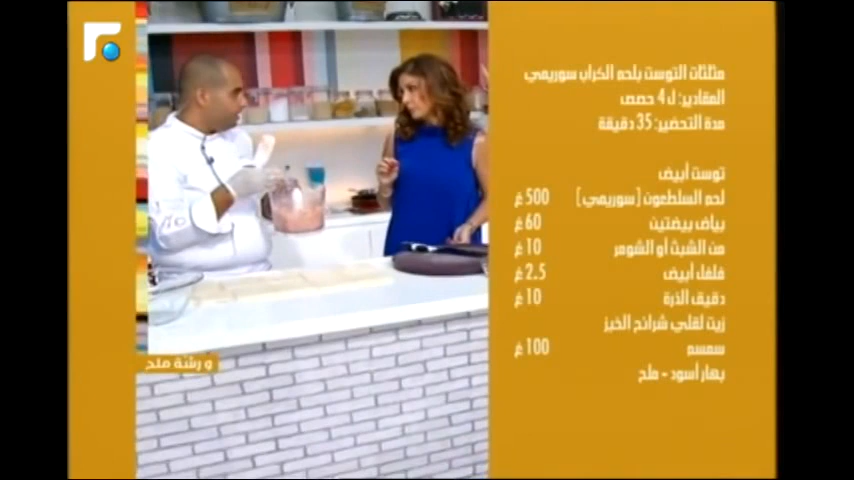 مثلثات التوست بلحم الكراب سوريمي
المقادير: ل 4 حصص
مدة التحضير: 35 دقيقة
توست أبيض
لحم السلطعون [سوريمي] 500 غ
بياض بيضتين 60 غ
من الشبث أو الشومر 10 غ
فلفل أبيض 2.5 غ
دقيق الذرة 10 غ
زيت لقلي شرائح الخبز
سمسم 100 غ
بهار أسود - ملح
و رشّة ملح